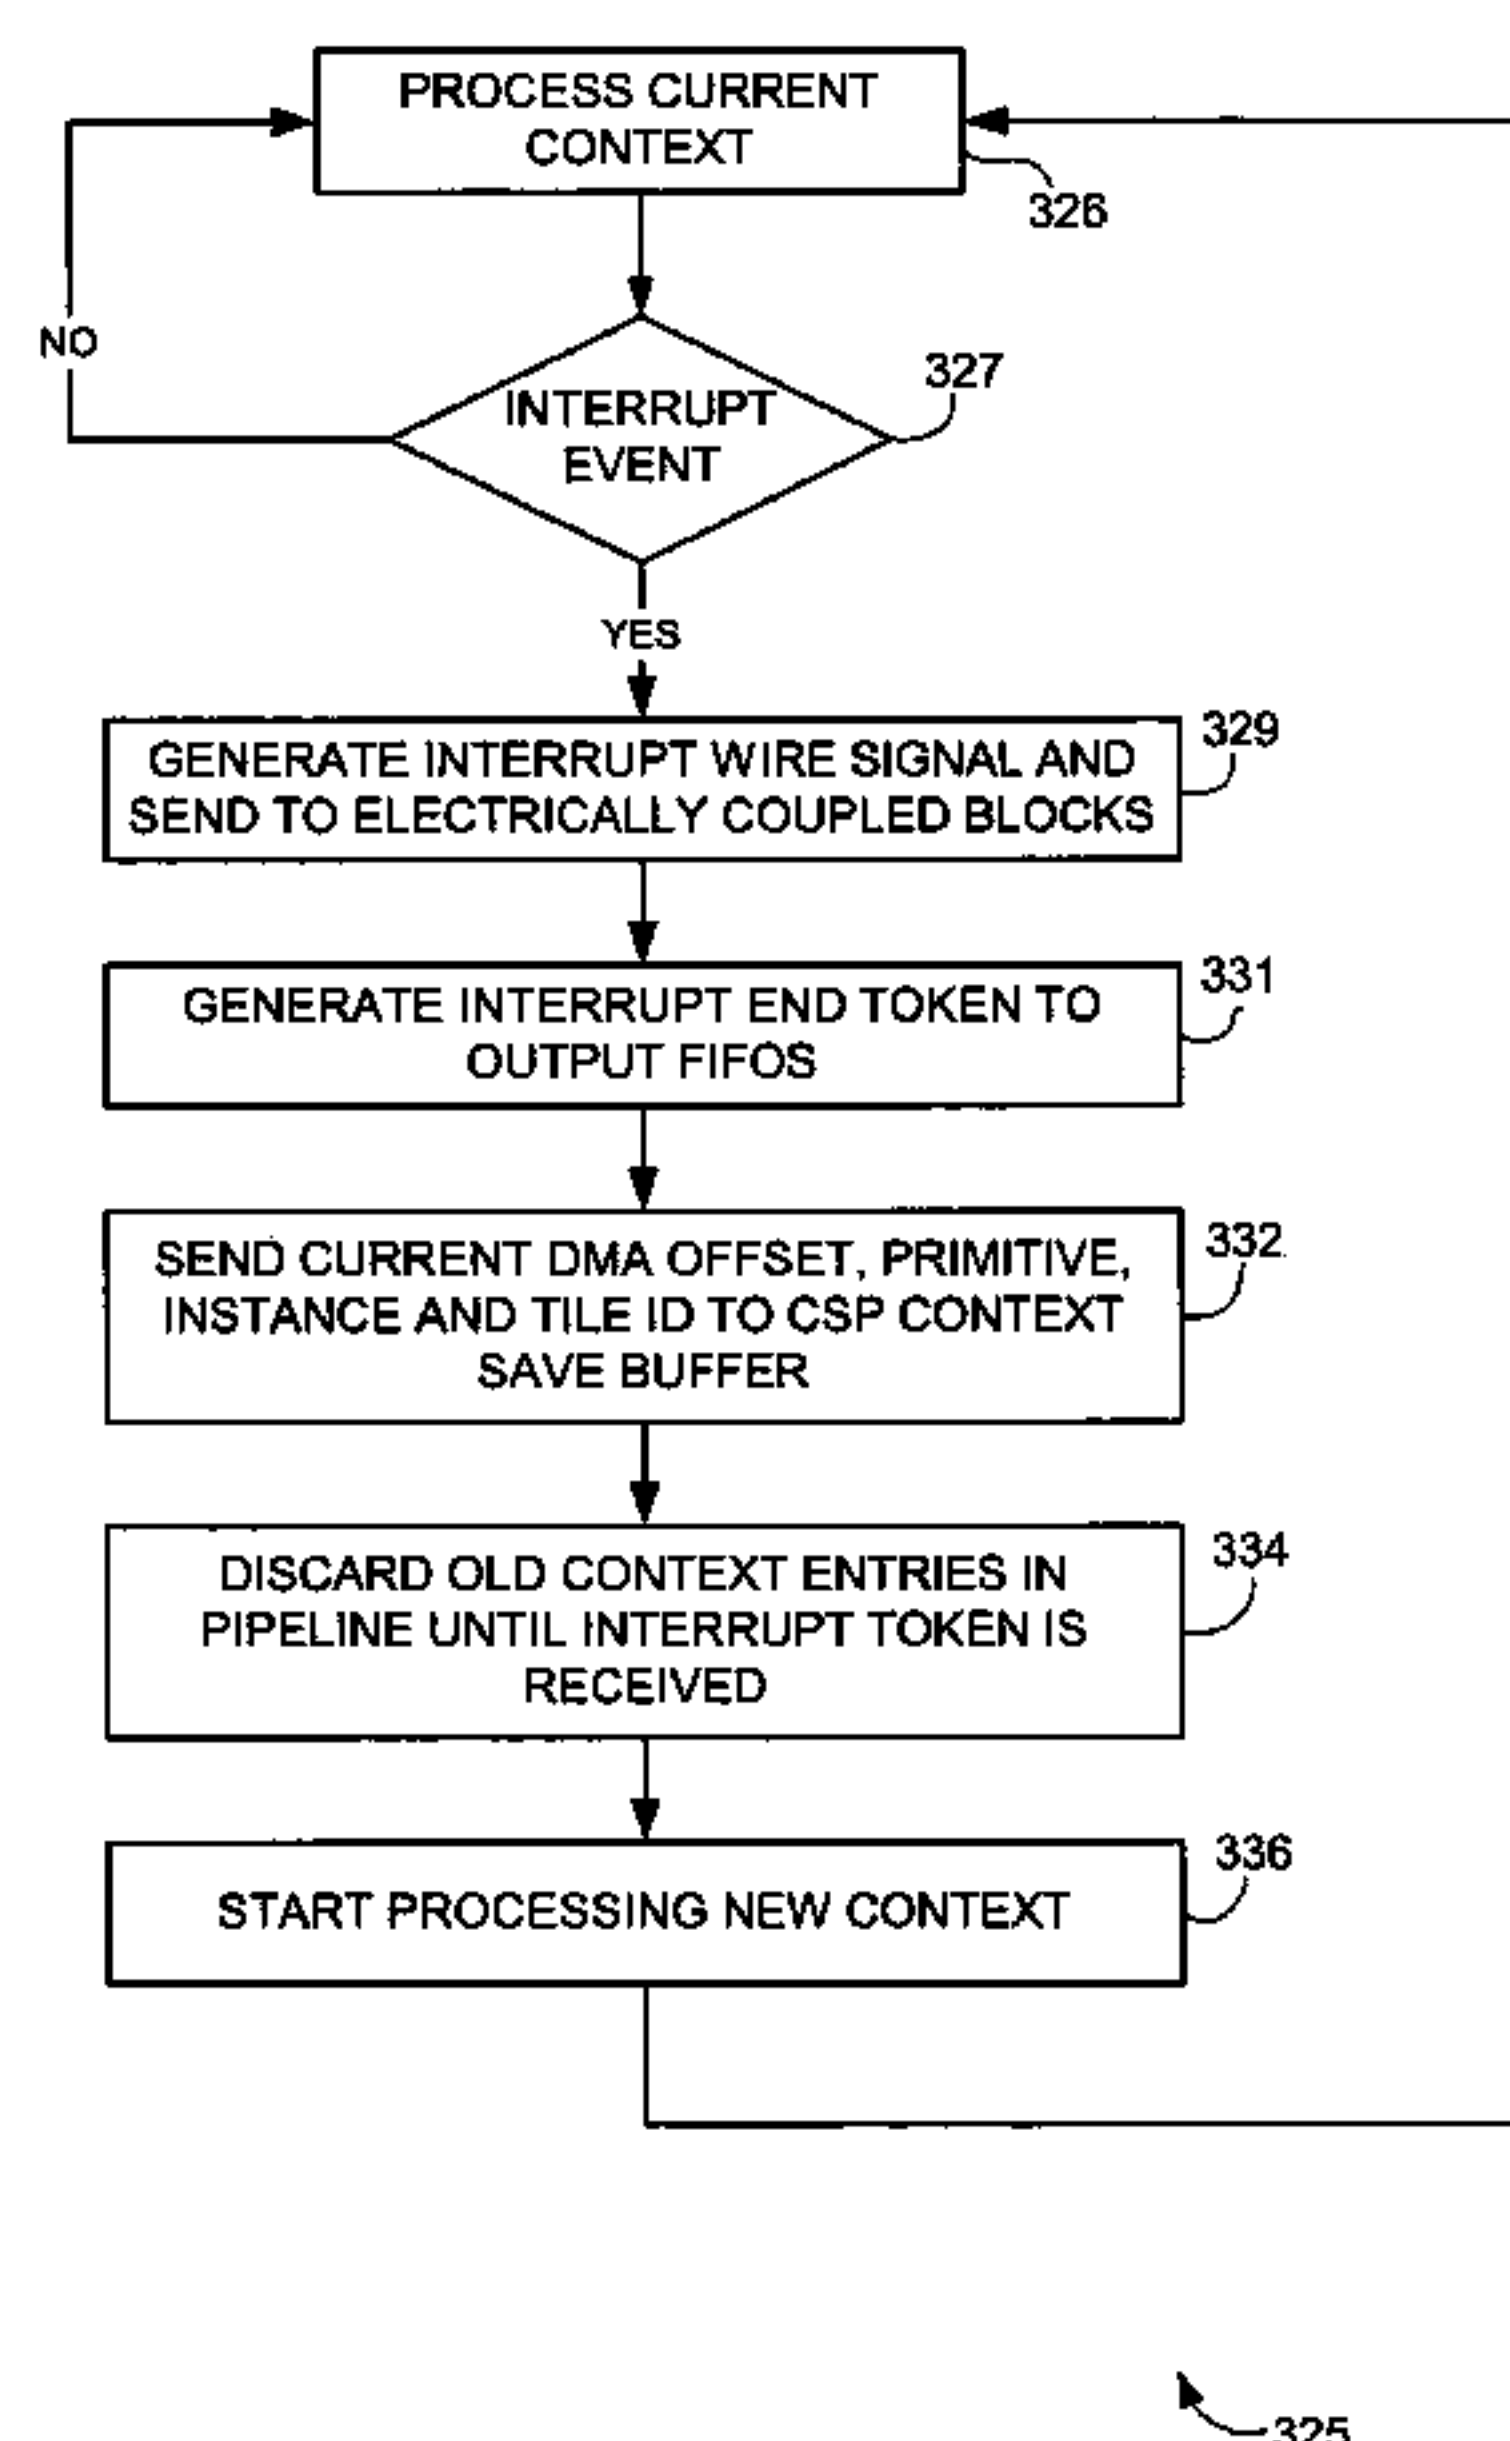 PROCESS CURRENT
CONTEXT
326
NO
327
INTERRUPT
EVENT
YES
329
GENERATE INTERRUPT WIRE SIGNAL AND
SEND TO ELECTRICALLY COUPLED BLOCKS
331
GENERATE INTERRUPT END TOKEN TO
OUTPUT FIFOS
332
SEND CURRENT DMA OFFSET, PRIMITIVE,
INSTANCE AND TILE ID TO CSP CONTEXT
SAVE BUFFER
334
DISCARD OLD CONTEXT ENTRIES IN
PIPELINE UNTIL INTERRUPT TOKEN IS
RECEIVED
336
START PROCESSING NEW CONTEXT
325